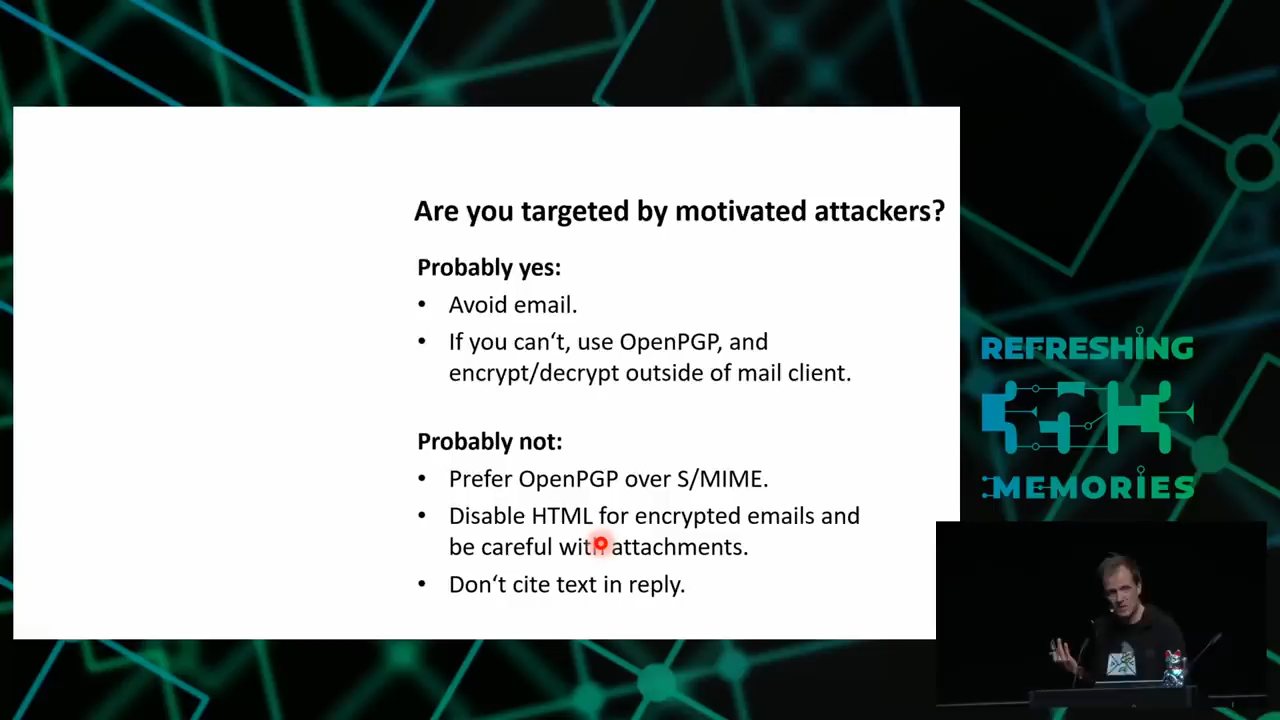 Are you targeted by motivated attackers?
Probably yes:
• Avoid email.
• If you can‘t, use OpenPGP, and
encrypt/decrypt outside of mail client.
Probably not:
• Prefer OpenPGP over S/MIME.
• Disable HTML for encrypted emails and
be careful with attachments.
• Don‘t cite text in reply.
REFRESHING
35C3
MEMORIES